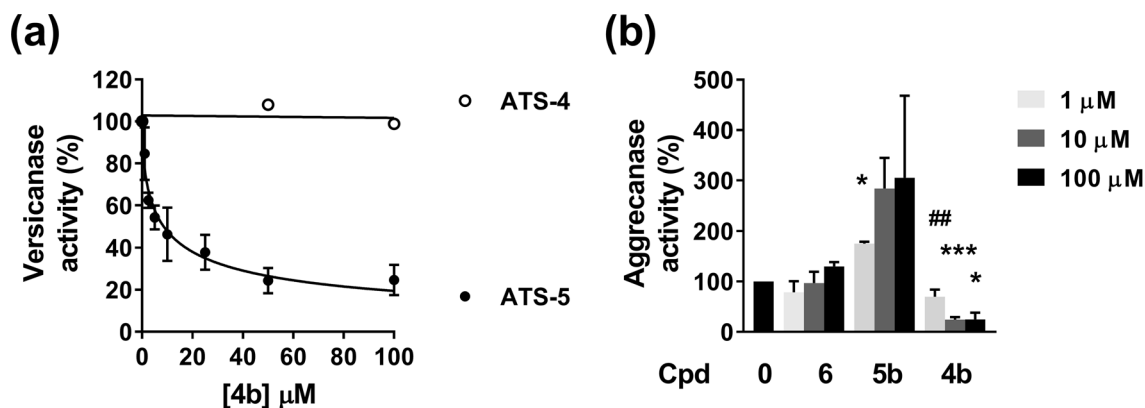 (a)
Versicanase
activity (%)
120
100
80
60
40
20
0
0 20 40 60 80 100
[4b] μM
ATS-4
ATS-5
(b)
Aggrecanase
activity (%)
500
400
300
200
100
0
*
##
***
*
Cpd 0 6 5b 4b
1 μM
10 μM
100 μM